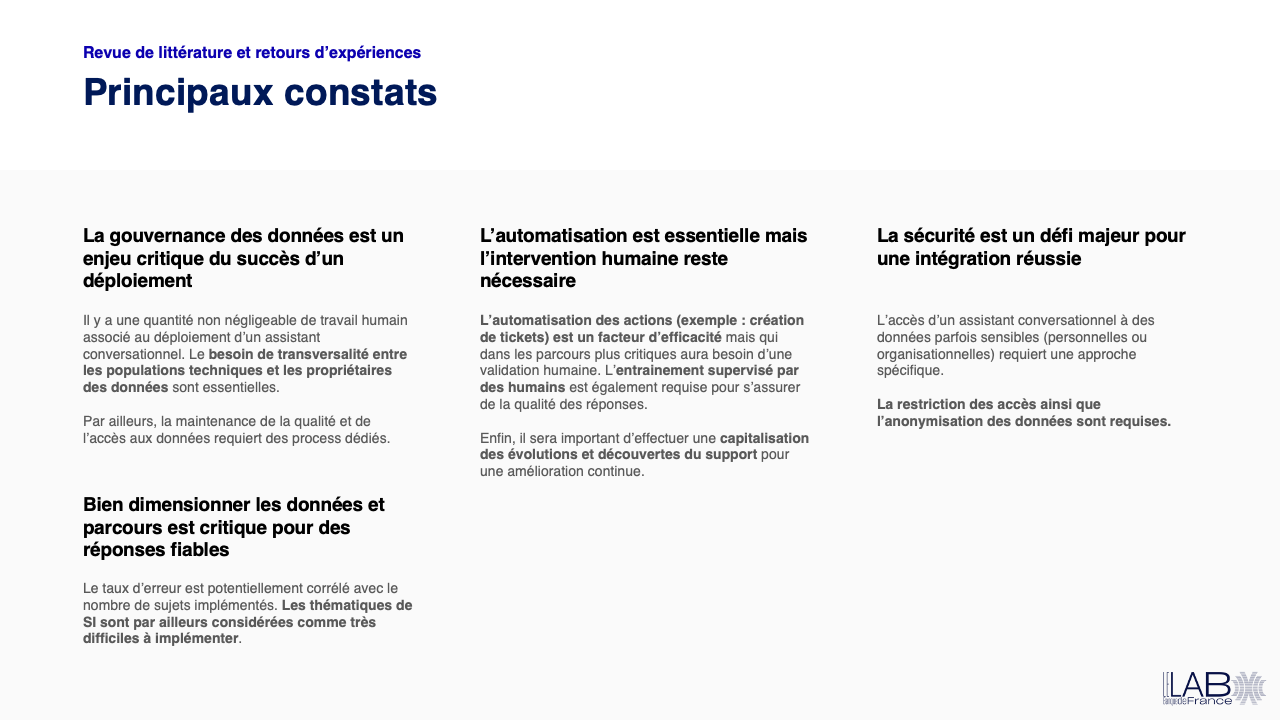 Revue de littérature et retours d’expériences
Principaux constats
La gouvernance des données est un
enjeu critique du succès d’un
déploiement
Il y a une quantité non négligeable de travail humain
associé au déploiement d’un assistant
conversationnel. Le besoin de transversalité entre
les populations techniques et les propriétaires
des données sont essentielles.
Par ailleurs, la maintenance de la qualité et de
l’accès aux données requiert des process dédiés.
Bien dimensionner les données et
parcours est critique pour des
réponses fiables
Le taux d’erreur est potentiellement corrélé avec le
nombre de sujets implémentés. Les thématiques de
SI sont par ailleurs considérées comme très
difficiles à implémenter.
L’automatisation est essentielle mais
l’intervention humaine reste
nécessaire
L’automatisation des actions (exemple : création
de tickets) est un facteur d’efficacité mais qui
dans les parcours plus critiques aura besoin d’une
validation humaine. L’entrainement supervisé par
des humains est également requise pour s’assurer
de la qualité des réponses.
Enfin, il sera important d’effectuer une capitalisation
des évolutions et découvertes du support pour
une amélioration continue.
La sécurité est un défi majeur pour
une intégration réussie
L’accès d’un assistant conversationnel à des
données parfois sensibles (personnelles ou
organisationnelles) requiert une approche
spécifique.
La restriction des accès ainsi que
l’anonymisation des données sont requises.
LAB
BanquedeFrance